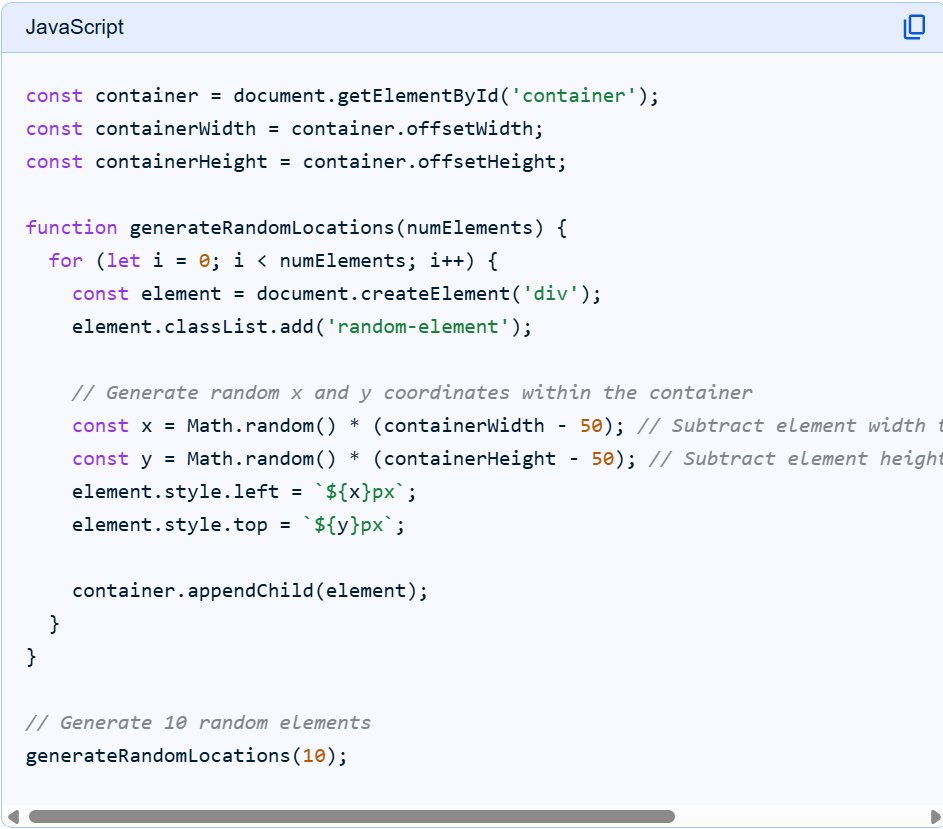 JavaScript
const container = document.getElementById('container');
const containerWidth = container.offsetWidth;
const containerHeight = container.offsetHeight;
function generateRandomLocations(numElements) {
for (let i = 0; i < numElements; i++) {
const element = document.createElement('div');
element.classList.add('random-element');
// Generate random x and y coordinates within the container
const x = Math.random() * (containerWidth - 50); // Subtract element width
const y = Math.random() * (containerHeight - 50); // Subtract element height
element.style.left = `${x}px`;
element.style.top = `${y}px`;
container.appendChild(element);
}
}
// Generate 10 random elements
generateRandomLocations(10);